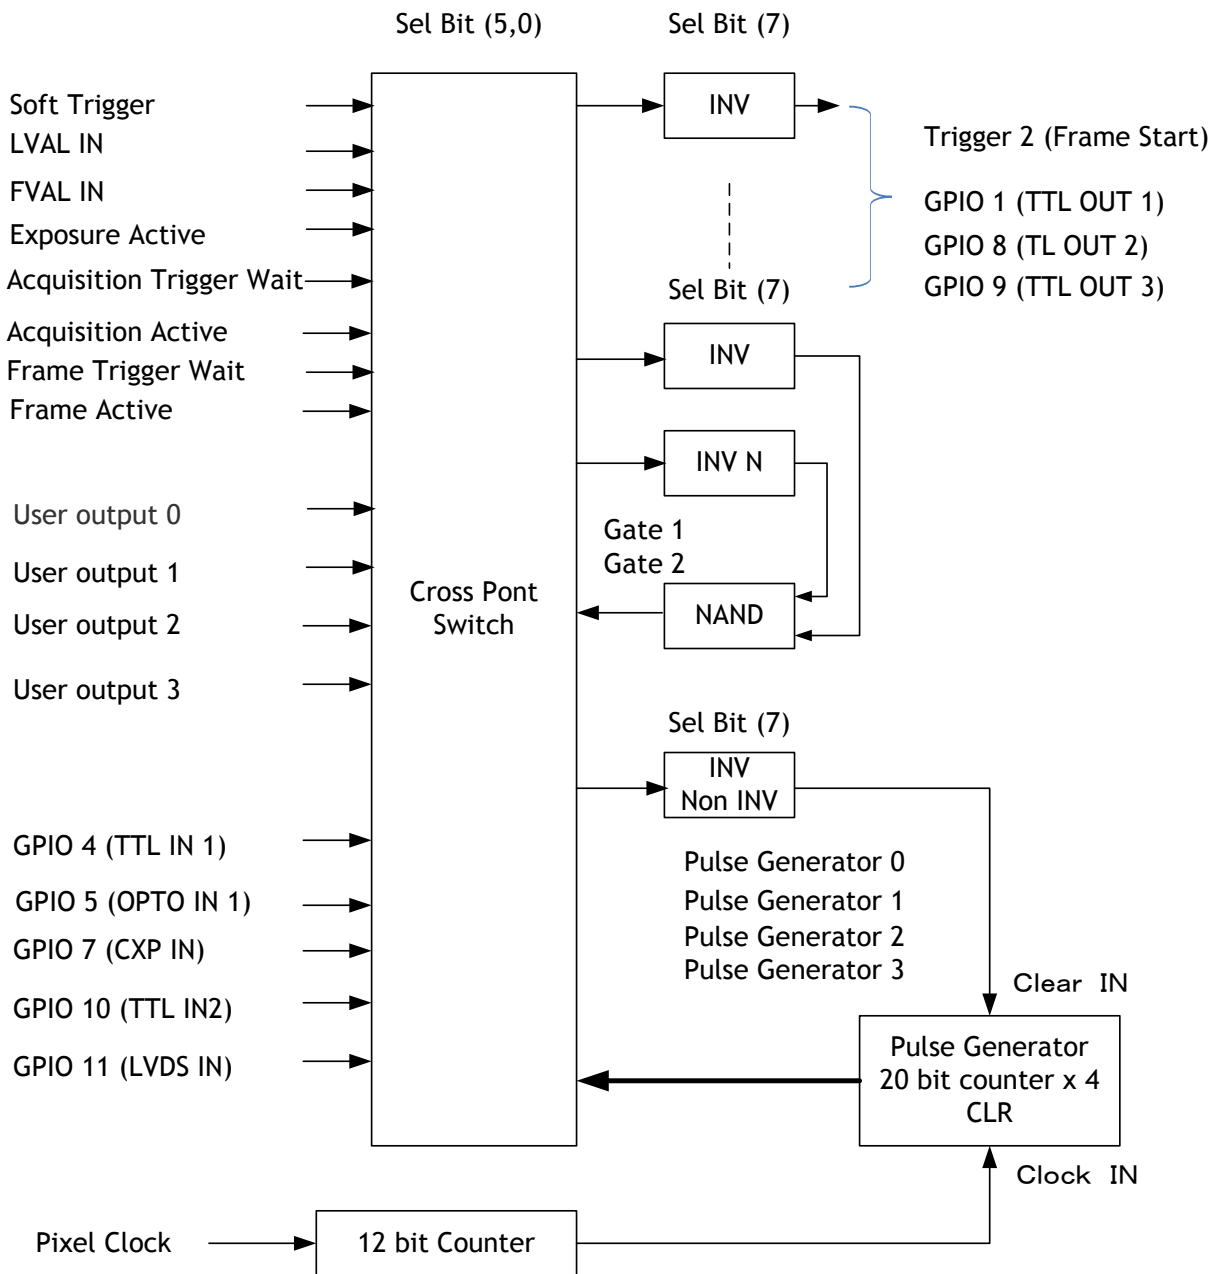 Sel Bit (5,0)
Sel Bit (7)
Soft Trigger
LVAL IN
FVAL IN
Exposure Active
Acquisition Trigger Wait
Acquisition Active
Frame Trigger Wait
Frame Active
User output 0
User output 1
User output 2
User output 3
GPIO 4 (TTL IN 1)
GPIO 5 (OPTO IN 1)
GPIO 7 (CXP IN)
GPIO 10 (TTL IN2)
GPIO 11 (LVDS IN)
Cross Pont
Switch
INV
Trigger 2 (Frame Start)
GPIO 1 (TTL OUT 1)
GPIO 8 (TL OUT 2)
GPIO 9 (TTL OUT 3)
Sel Bit (7)
INV
INV N
Gate 1
Gate 2
NAND
Sel Bit (7)
INV
Non INV
Pulse Generator 0
Pulse Generator 1
Pulse Generator 2
Pulse Generator 3
Clear IN
Pulse Generator
20 bit counter x 4
CLR
Clock IN
Pixel Clock
12 bit Counter